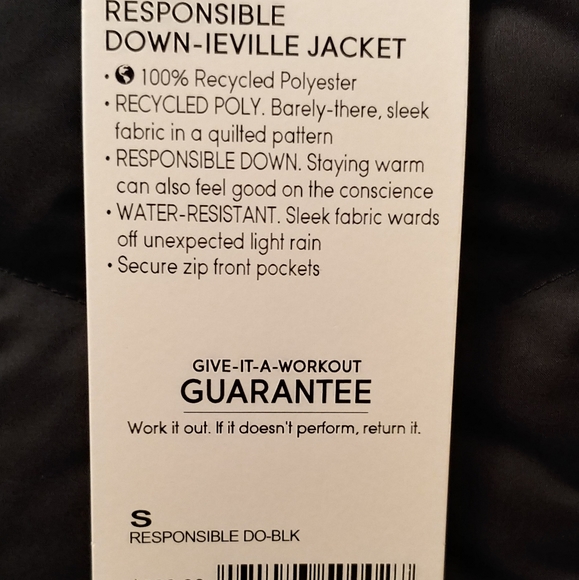 RESPONSIBLE
DOWN-IEVILLE JACKET
• 100% Recycled Polyester
• RECYCLED POLY. Barely-there, sleek
fabric in a quilted pattern
• RESPONSIBLE DOWN. Staying warm
can also feel good on the conscience
• WATER-RESISTANT. Sleek fabric wards
off unexpected light rain
• Secure zip front pockets
GIVE-IT-A-WORKOUT
GUARANTEE
Work it out. If it doesn't perform, return it.
S
RESPONSIBLE DO-BLK